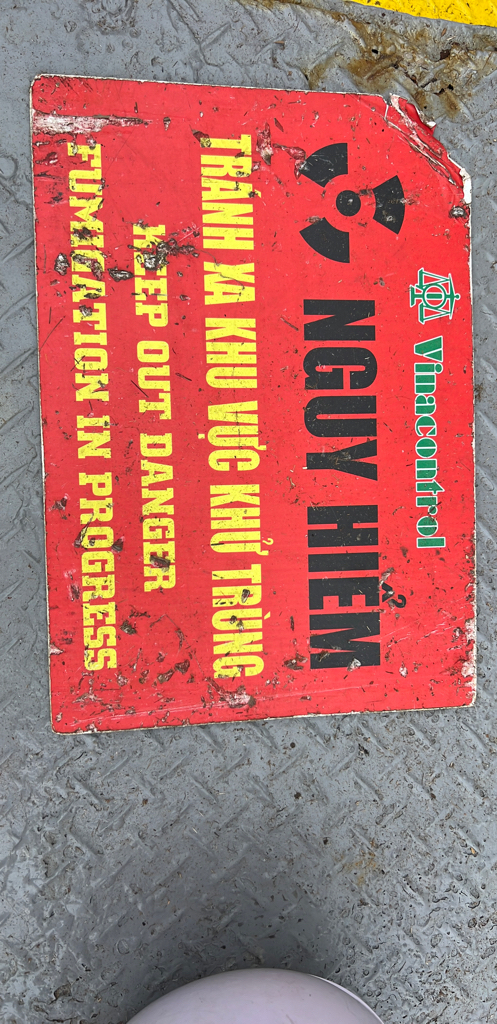 Vinacontrol
NGUY HIỂM
TRÁNH XA KHU VỰC KHỬ TRÙNG
KEEP OUT DANGER
FUMIGATION IN PROGRESS